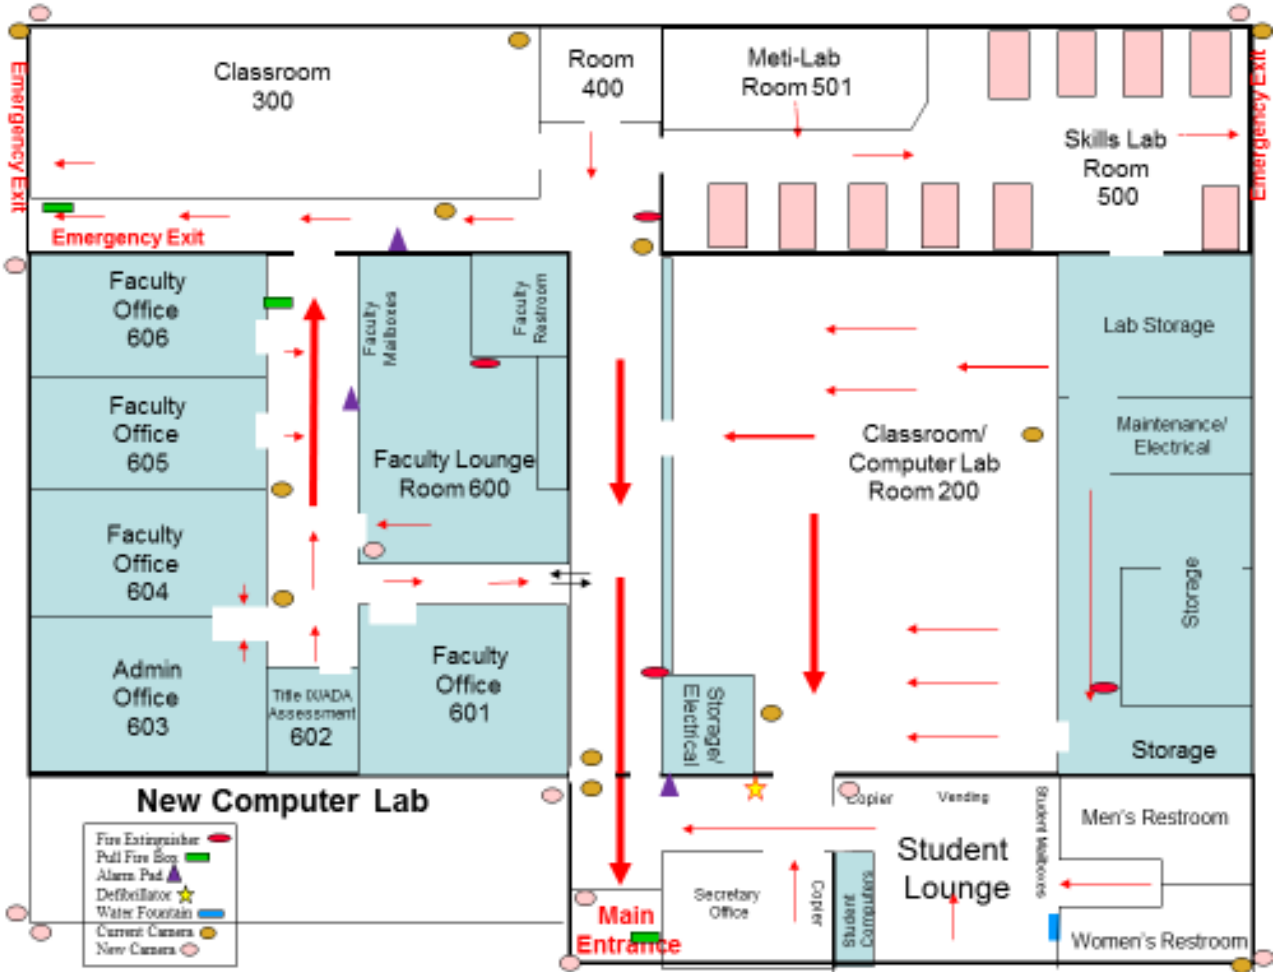 Classroom
300
Room
400
Meti-Lab
Room 501
Skills Lab
Room
500
Emergency Exit
Emergency Exit
Emergency Exit
Faculty
Office
606
Faculty
Mailboxes
Faculty
Restroom
Lab Storage
Faculty
Office
605
Faculty Lounge
Room 600
Classroom/
Computer Lab
Room 200
Maintenance/
Electrical
Faculty
Office
604
Storage
Admin
Office
603
Title IX/ADA
Assessment
602
Faculty
Office
601
Storage/
Electrical
Storage
New Computer Lab
Copier
Vending
Student Mailboxes
Men's Restroom
Student
Lounge
Secretary
Office
Copier
Student
Computers
Main
Entrance
Women's Restroom
Fire Extinguisher
Pull Fire Box
Alarm Pad
Defibrillator
Water Fountain
Current Camera
New Camera